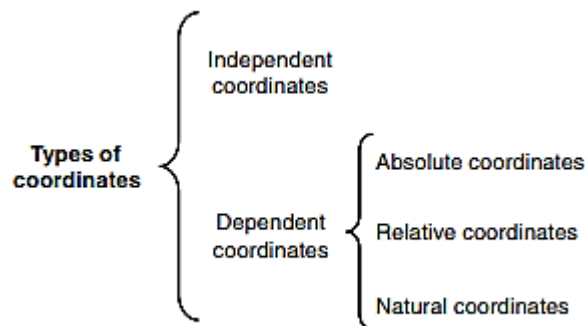 Types of
coordinates
Independent
coordinates
Dependent
coordinates
Absolute coordinates
Relative coordinates
Natural coordinates